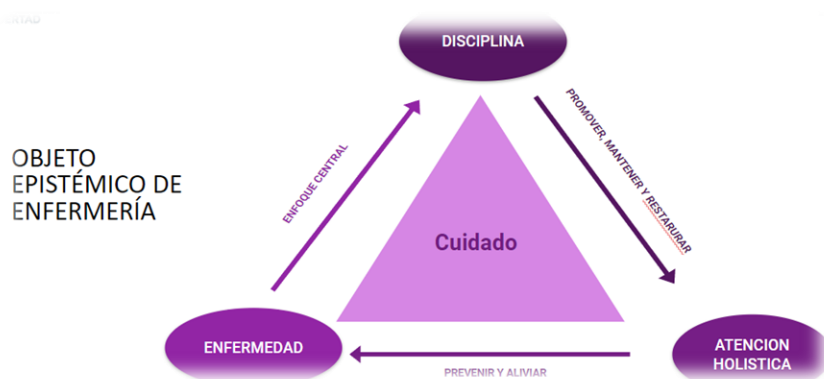 DISCIPLINA
OBJETO
EPISTÉMICO DE
ENFERMERÍA
ENFOQUE CENTRAL
PROMOVER, MANTENER Y RESTARURAR
Cuidado
ENFERMEDAD
ATENCION
HOLISTICA
PREVENIR Y ALIVIAR